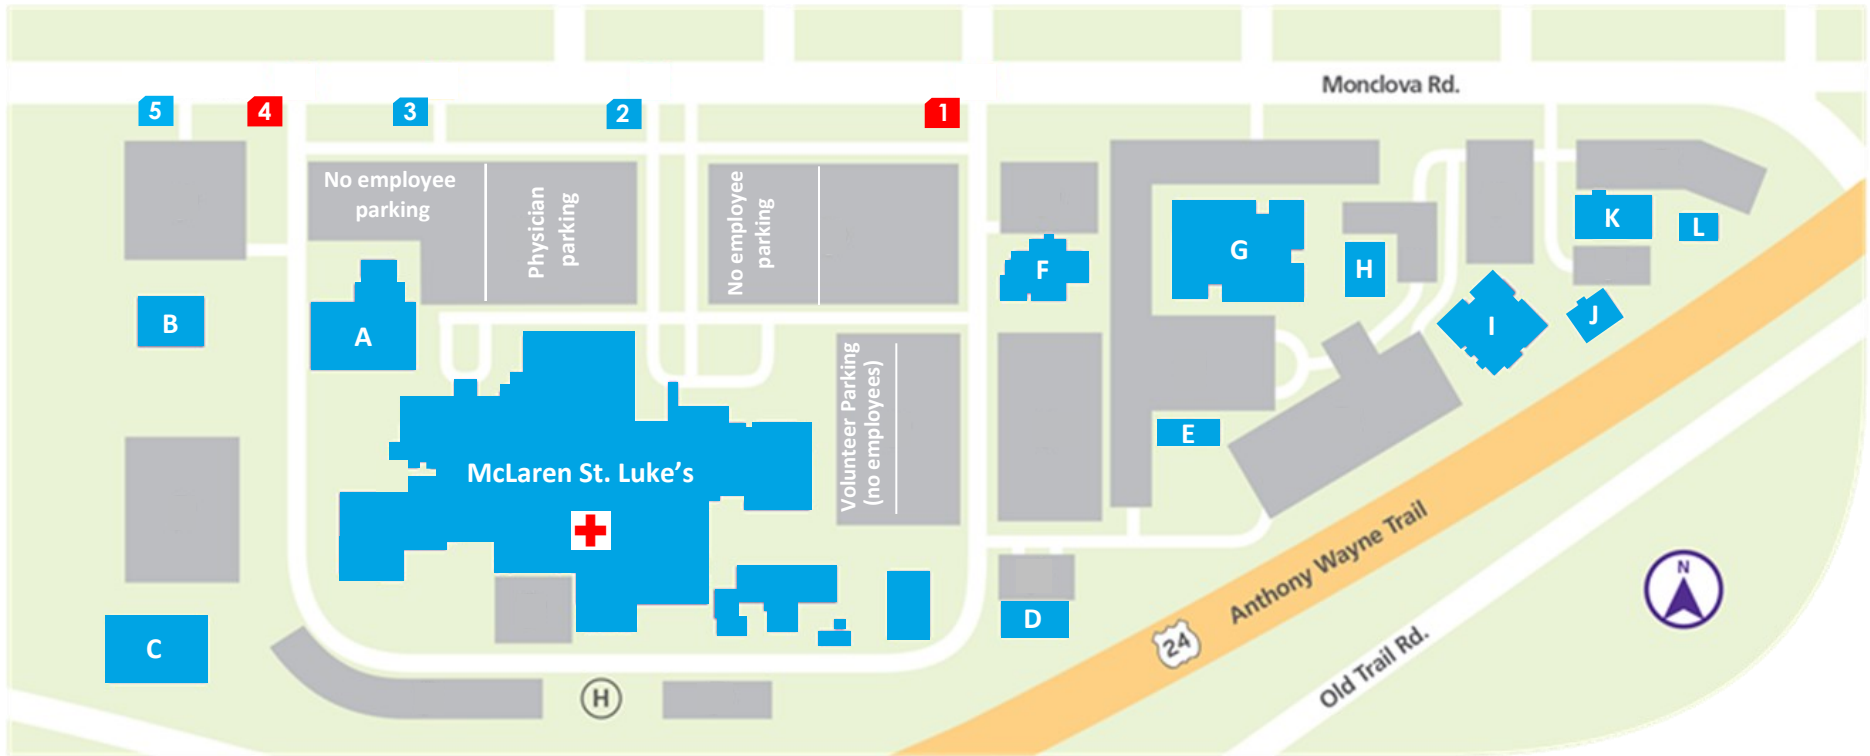 Monclova Rd.
5
4
3
2
1
No employee
parking
Physician
parking
No employee
parking
K
L
F
G
H
A
B
I
J
Volunteer Parking
(no employees)
E
McLaren St. Luke's
Anthony Wayne Trail
N
D
24
C
Old Trail Rd.
H